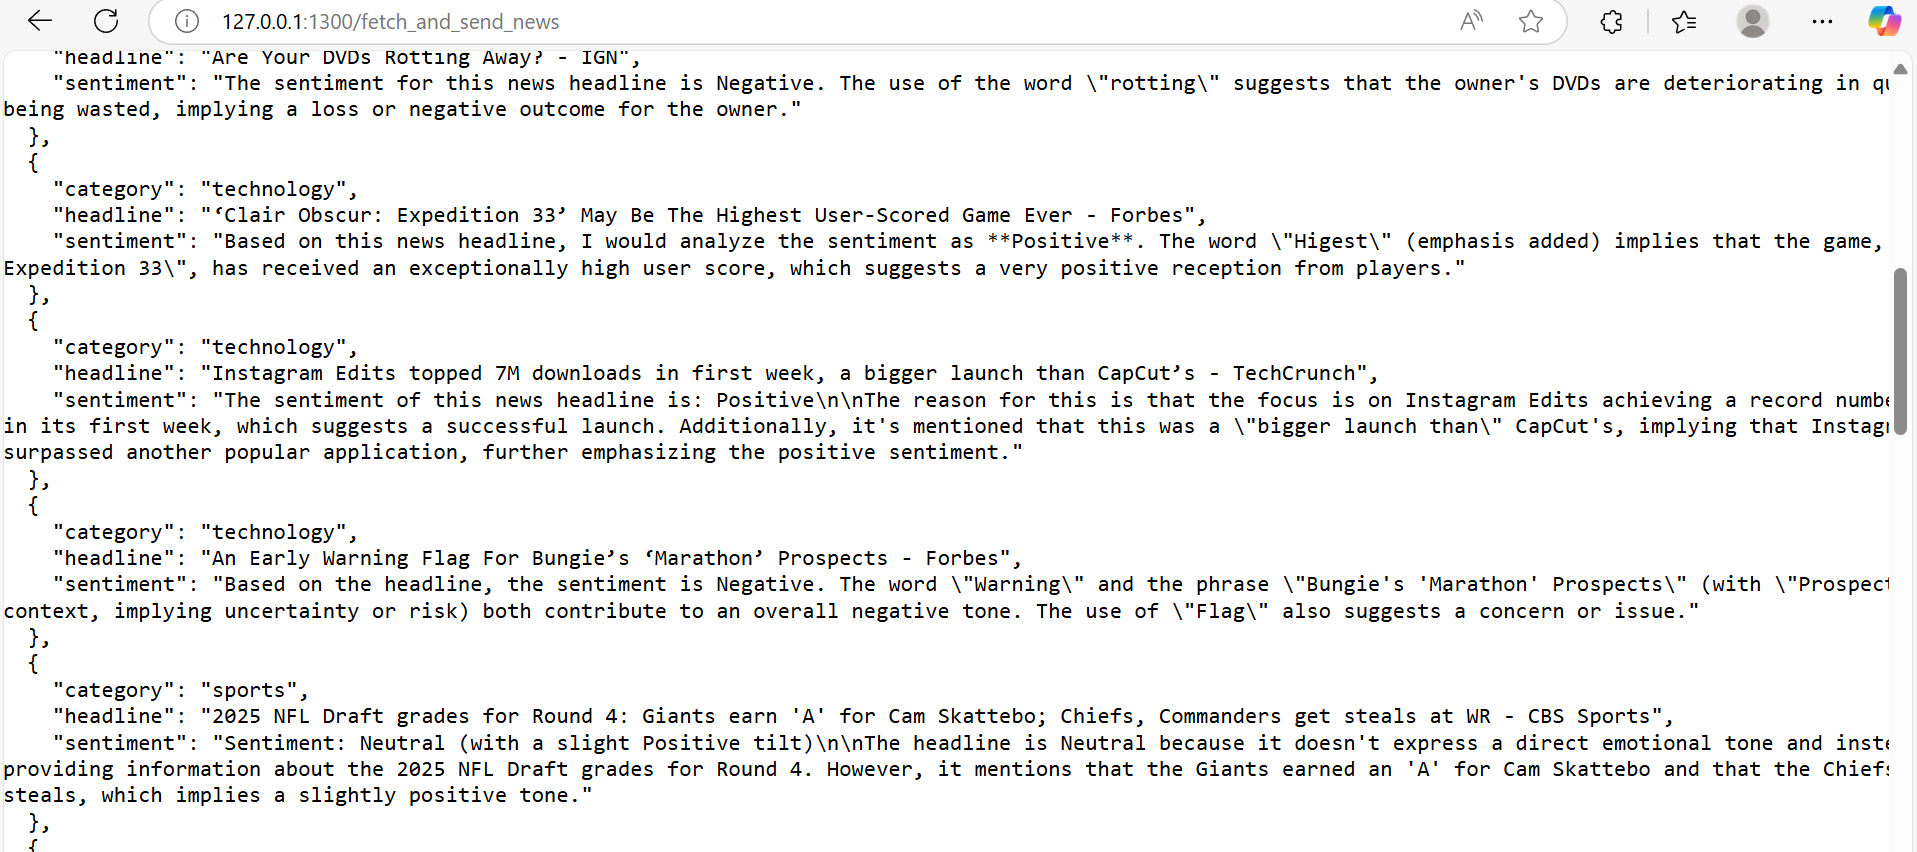 127.0.0.1:1300/fetch_and_send_news
"headline": "Are Your DVDs Rotting Away? - IGN",
"sentiment": "The sentiment for this news headline is Negative. The use of the word \"rotting\" suggests that the owner's DVDs are deteriorating in
being wasted, implying a loss or negative outcome for the owner."
},
{
"category": "technology",
"headline": "‘Clair Obscur: Expedition 33’ May Be The Highest User-Scored Game Ever - Forbes",
"sentiment": "Based on this news headline, I would analyze the sentiment as **Positive**. The word \"Higest\" (emphasis added) implies that the game,
Expedition 33\", has received an exceptionally high user score, which suggests a very positive reception from players."
},
{
"category": "technology",
"headline": "Instagram Edits topped 7M downloads in first week, a bigger launch than CapCut’s - TechCrunch",
"sentiment": "The sentiment of this news headline is: Positive\n\nThe reason for this is that the focus is on Instagram Edits achieving a record
in its first week, which suggests a successful launch. Additionally, it's mentioned that this was a \"bigger launch than\" CapCut's, implying that
surpassed another popular application, further emphasizing the positive sentiment."
},
{
"category": "technology",
"headline": "An Early Warning Flag For Bungie’s ‘Marathon’ Prospects - Forbes",
"sentiment": "Based on the headline, the sentiment is Negative. The word \"Warning\" and the phrase \"Bungie's 'Marathon' Prospects\" (with
context, implying uncertainty or risk) both contribute to an overall negative tone. The use of \"Flag\" also suggests a concern or issue."
},
{
"category": "sports",
"headline": "2025 NFL Draft grades for Round 4: Giants earn 'A' for Cam Skattebo; Chiefs, Commanders get steals at WR - CBS Sports",
"sentiment": "Sentiment: Neutral (with a slight Positive tilt)\n\nThe headline is Neutral because it doesn't express a direct emotional tone and
providing information about the 2025 NFL Draft grades for Round 4. However, it mentions that the Giants earned an 'A' for Cam Skattebo and that the
steals, which implies a slightly positive tone."
},
{